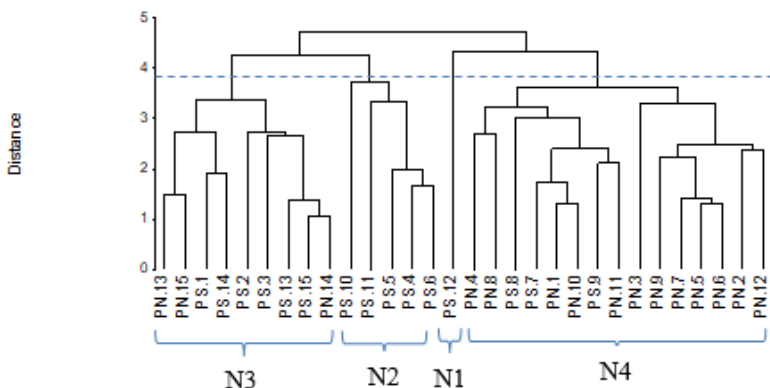 5
4
3
2
1
0
Distance
PN.13 PN.15 PS.1 PS.14 PS.2 PS.3 PS.13 PS.15 PN.14 PS.10 PS.11 PS.5 PS.4 PS.6 PS.12 PN.4 PN.8 PS.8 PS.7 PN.1 PN.10 PS.9 PN.11 PN.3 PN.9 PN.7 PN.5 PN.6 PN.2 PN.12
N3 N2 N1 N4